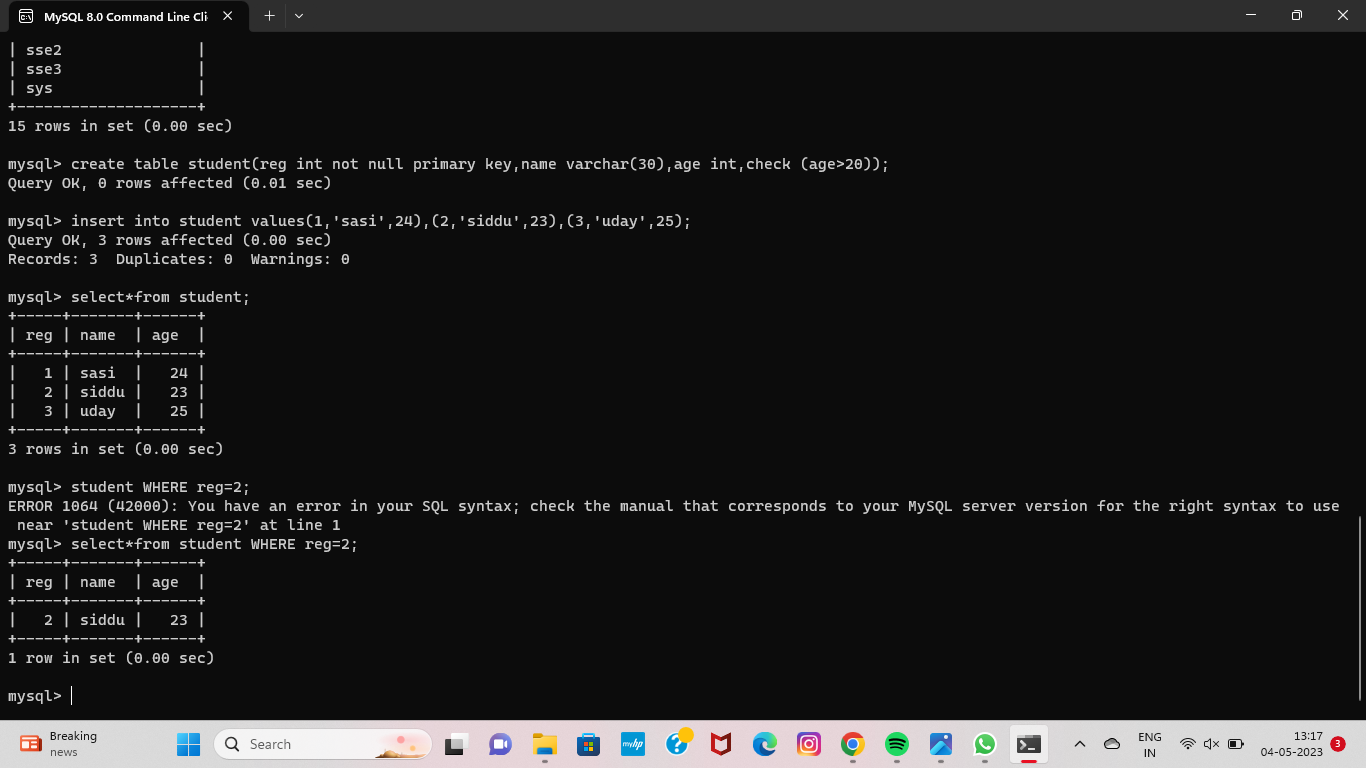 MySQL 8.0 Command Line Cli
| sse2               |
| sse3               |
| sys                |
+--------------------+
15 rows in set (0.00 sec)
mysql> create table student(reg int not null primary key,name varchar(30),age int,check (age>20));
Query OK, 0 rows affected (0.01 sec)
mysql> insert into student values(1,'sasi',24),(2,'siddu',23),(3,'uday',25);
Query OK, 3 rows affected (0.00 sec)
Records: 3  Duplicates: 0  Warnings: 0
mysql> select*from student;
+-----+-------+------+
| reg | name  | age  |
+-----+-------+------+
|   1 | sasi  |   24 |
|   2 | siddu |   23 |
|   3 | uday  |   25 |
+-----+-------+------+
3 rows in set (0.00 sec)
mysql> student WHERE reg=2;
ERROR 1064 (42000): You have an error in your SQL syntax; check the manual that corresponds to your MySQL server version for the right syntax to use
 near 'student WHERE reg=2' at line 1
mysql> select*from student WHERE reg=2;
+-----+-------+------+
| reg | name  | age  |
+-----+-------+------+
|   2 | siddu |   23 |
+-----+-------+------+
1 row in set (0.00 sec)
mysql>
Breaking
news
Search
myhp
ENG
IN
13:17
04-05-2023
3